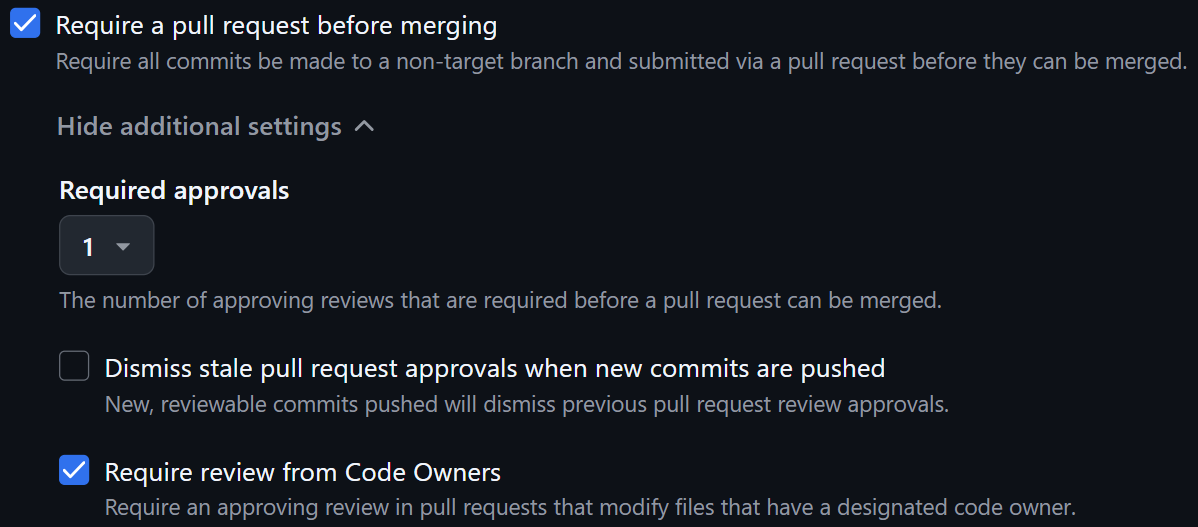 Require a pull request before merging
Require all commits be made to a non-target branch and submitted via a pull request before they can be merged.
Hide additional settings
Required approvals
1
The number of approving reviews that are required before a pull request can be merged.
Dismiss stale pull request approvals when new commits are pushed
New, reviewable commits pushed will dismiss previous pull request review approvals.
Require review from Code Owners
Require an approving review in pull requests that modify files that have a designated code owner.